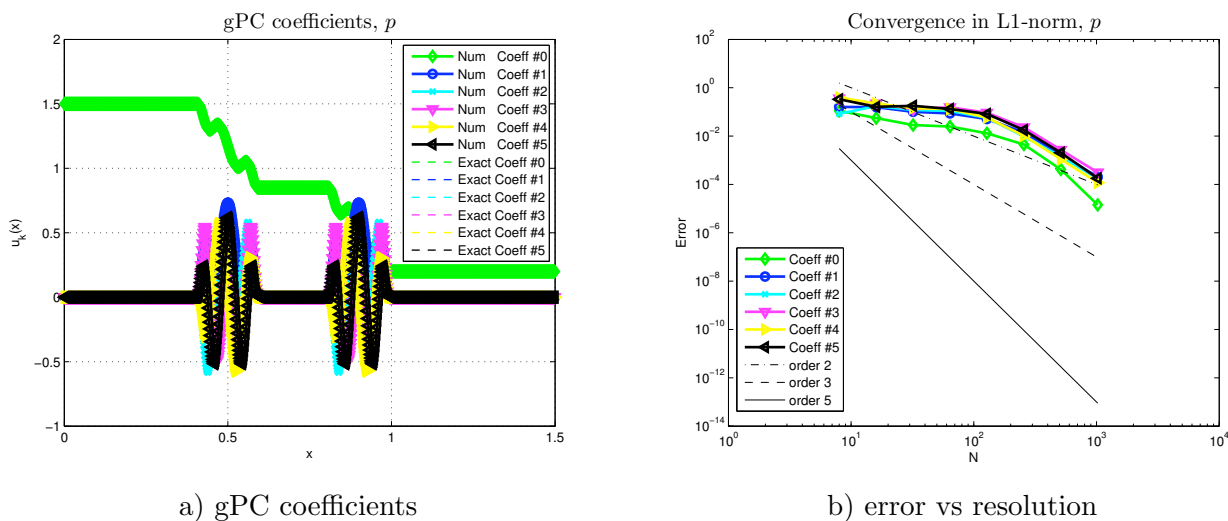 gPC coefficients, p
2
1.5
1
0.5
0
−0.5
−1
0
0.5
1
1.5
x
u_k(x)
Num Coeff #0
Num Coeff #1
Num Coeff #2
Num Coeff #3
Num Coeff #4
Num Coeff #5
Exact Coeff #0
Exact Coeff #1
Exact Coeff #2
Exact Coeff #3
Exact Coeff #4
Exact Coeff #5
a) gPC coefficients
Convergence in L1-norm, p
10^2
10^0
10^−2
10^−4
10^−6
10^−8
10^−10
10^−12
10^−14
10^0
10^1
10^2
10^3
10^4
N
Error
Coeff #0
Coeff #1
Coeff #2
Coeff #3
Coeff #4
Coeff #5
order 2
order 3
order 5
b) error vs resolution